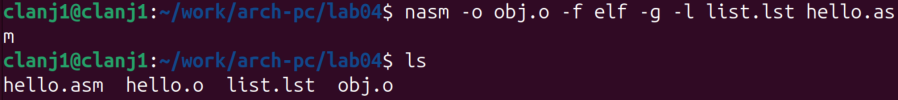 clanj1@clanj1:~/work/arch-pc/lab04$ nasm -o obj.o -f elf -g -l list.lst hello.as
m
clanj1@clanj1:~/work/arch-pc/lab04$ ls
hello.asm  hello.o  list.lst  obj.o